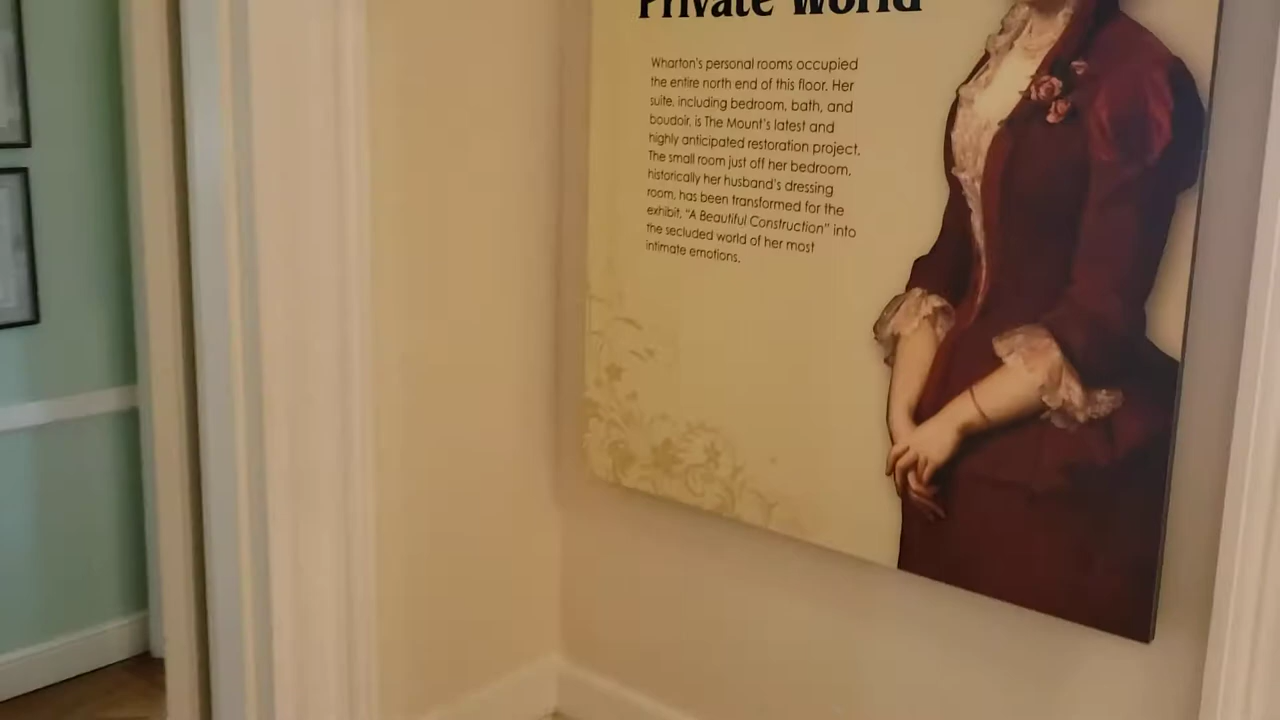 Private World
Wharton's personal rooms occupied
the entire north end of this floor. Her
suite, including bedroom, bath, and
boudoir, is The Mount's latest and
highly anticipated restoration project.
The small room just off her bedroom,
historically her husband's dressing
room, has been transformed for the
exhibit, "A Beautiful Construction" into
the secluded world of her most
intimate emotions.